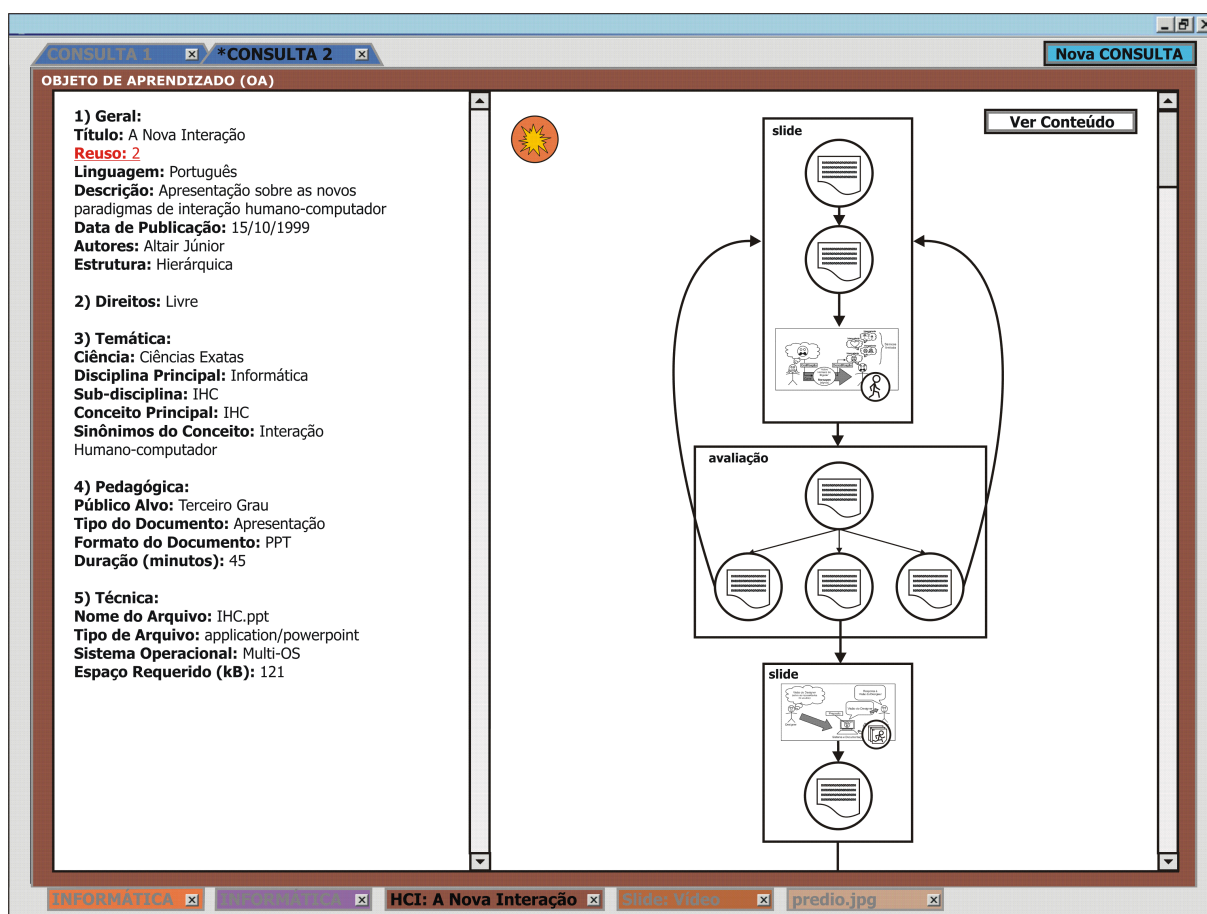 CONSULTA 1
*CONSULTA 2
Nova CONSULTA
OBJETO DE APRENDIZADO (OA)
1) Geral:
Título: A Nova Interação
Reuso: 2
Linguagem: Português
Descrição: Apresentação sobre as novos
paradigmas de interação humano-computador
Data de Publicação: 15/10/1999
Autores: Altair Júnior
Estrutura: Hierárquica
2) Direitos: Livre
3) Temática:
Ciência: Ciências Exatas
Disciplina Principal: Informática
Sub-disciplina: IHC
Conceito Principal: IHC
Sinônimos do Conceito: Interação
Humano-computador
4) Pedagógica:
Público Alvo: Terceiro Grau
Tipo do Documento: Apresentação
Formato do Documento: PPT
Duração (minutos): 45
5) Técnica:
Nome do Arquivo: IHC.ppt
Tipo de Arquivo: application/powerpoint
Sistema Operacional: Multi-OS
Espaço Requerido (kB): 121
Ver Conteúdo
slide
avaliação
slide
INFORMÁTICA
INFORMÁTICA
HCI: A Nova Interação
Slide: Vídeo
predio.jpg